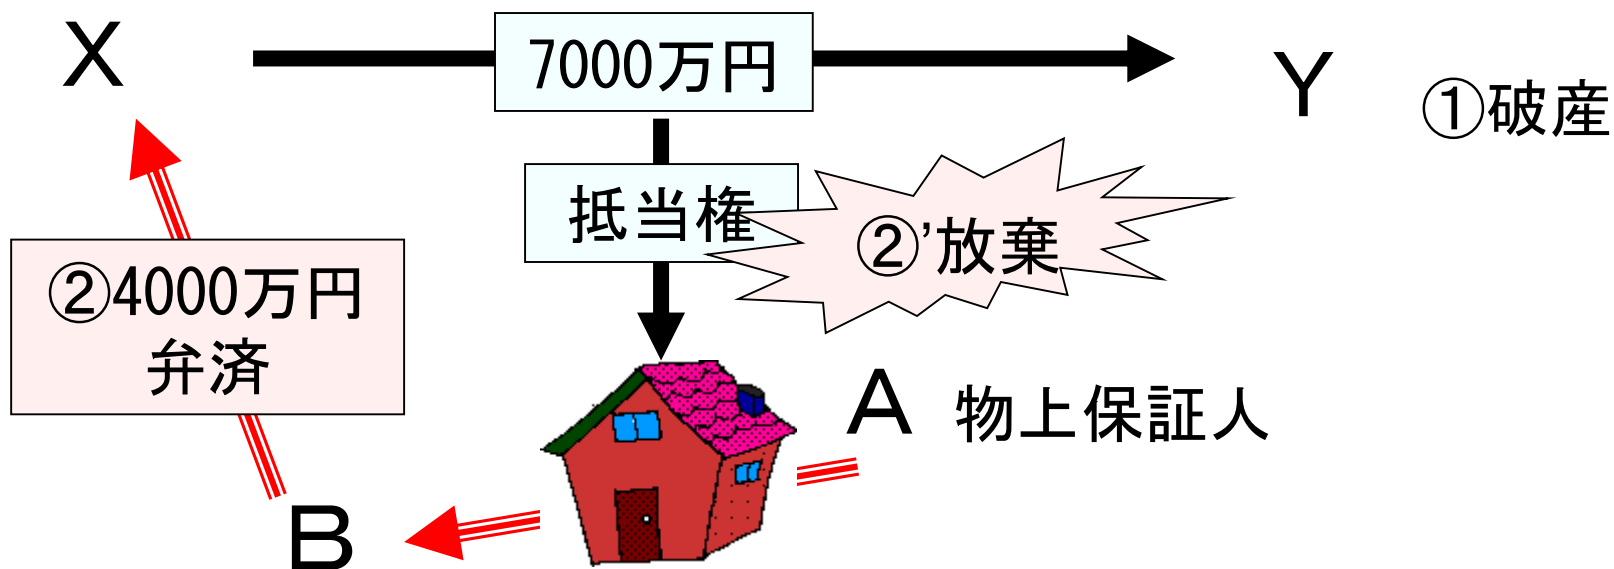 X
7000万円
Y
①破産
抵当権
②’放棄
②4000万円
弁済
A
物上保証人
B